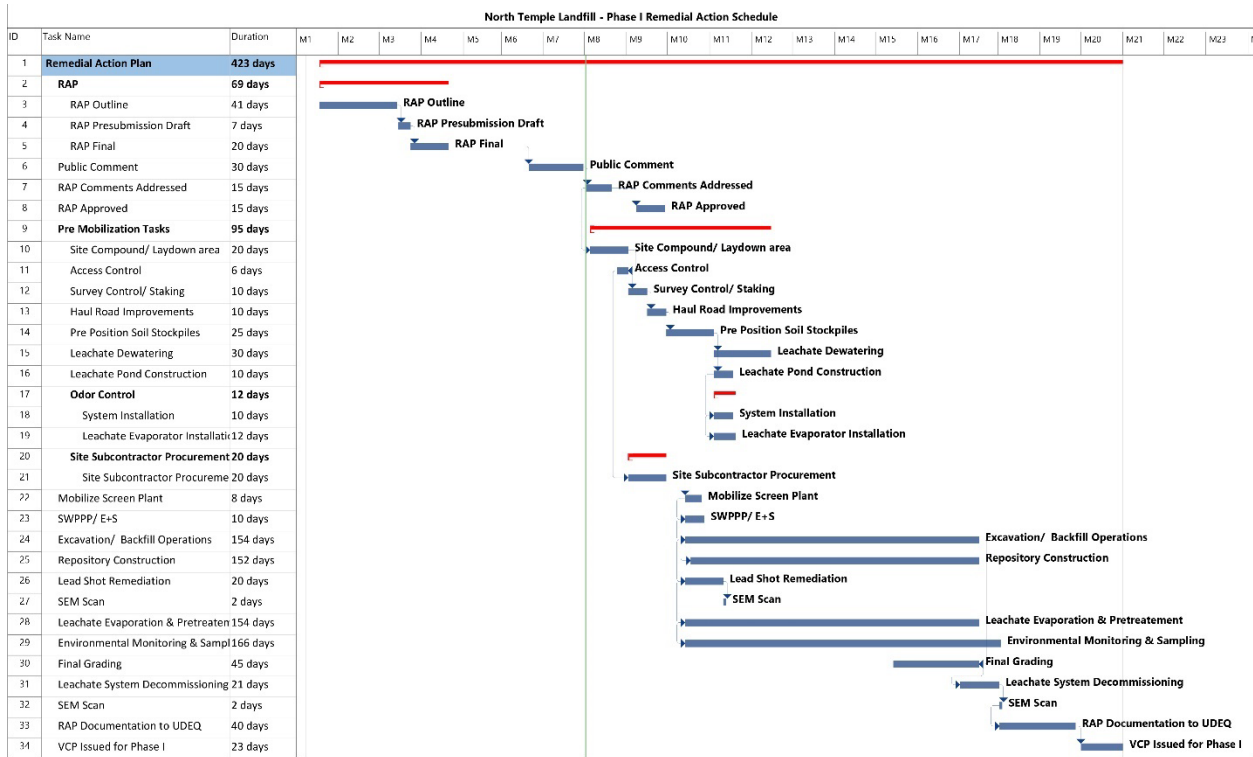 North Temple Landfill - Phase I Remedial Action Schedule
ID Task Name Duration M1 M2 M3 M4 M5 M6 M7 M8 M9 M10 M11 M12 M13 M14 M15 M16 M17 M18 M19 M20 M21 M22 M23
1 Remedial Action Plan 423 days
2 RAP 69 days
3 RAP Outline 41 days RAP Outline
4 RAP Presubmission Draft 7 days RAP Presubmission Draft
5 RAP Final 20 days RAP Final
6 Public Comment 30 days Public Comment
7 RAP Comments Addressed 15 days RAP Comments Addressed
8 RAP Approved 15 days RAP Approved
9 Pre Mobilization Tasks 95 days
10 Site Compound/ Laydown area 20 days Site Compound/ Laydown area
11 Access Control 6 days Access Control
12 Survey Control/ Staking 10 days Survey Control/ Staking
13 Haul Road Improvements 10 days Haul Road Improvements
14 Pre Position Soil Stockpiles 25 days Pre Position Soil Stockpiles
15 Leachate Dewatering 30 days Leachate Dewatering
16 Leachate Pond Construction 10 days Leachate Pond Construction
17 Odor Control 12 days
18 System Installation 10 days System Installation
19 Leachate Evaporator Installatic 12 days Leachate Evaporator Installation
20 Site Subcontractor Procurement 20 days
21 Site Subcontractor Procureme 20 days Site Subcontractor Procurement
22 Mobilize Screen Plant 8 days Mobilize Screen Plant
23 SWPPP/ E+S 10 days SWPPP/ E+S
24 Excavation/ Backfill Operations 154 days Excavation/ Backfill Operations
25 Repository Construction 152 days Repository Construction
26 Lead Shot Remediation 20 days Lead Shot Remediation
27 SEM Scan 2 days SEM Scan
28 Leachate Evaporation & Pretreaten 154 days Leachate Evaporation & Pretreatment
29 Environmental Monitoring & Sampl 166 days Environmental Monitoring & Sampling
30 Final Grading 45 days Final Grading
31 Leachate System Decommissioning 21 days Leachate System Decommissioning
32 SEM Scan 2 days SEM Scan
33 RAP Documentation to UDEQ 40 days RAP Documentation to UDEQ
34 VCP Issued for Phase I 23 days VCP Issued for Phase I